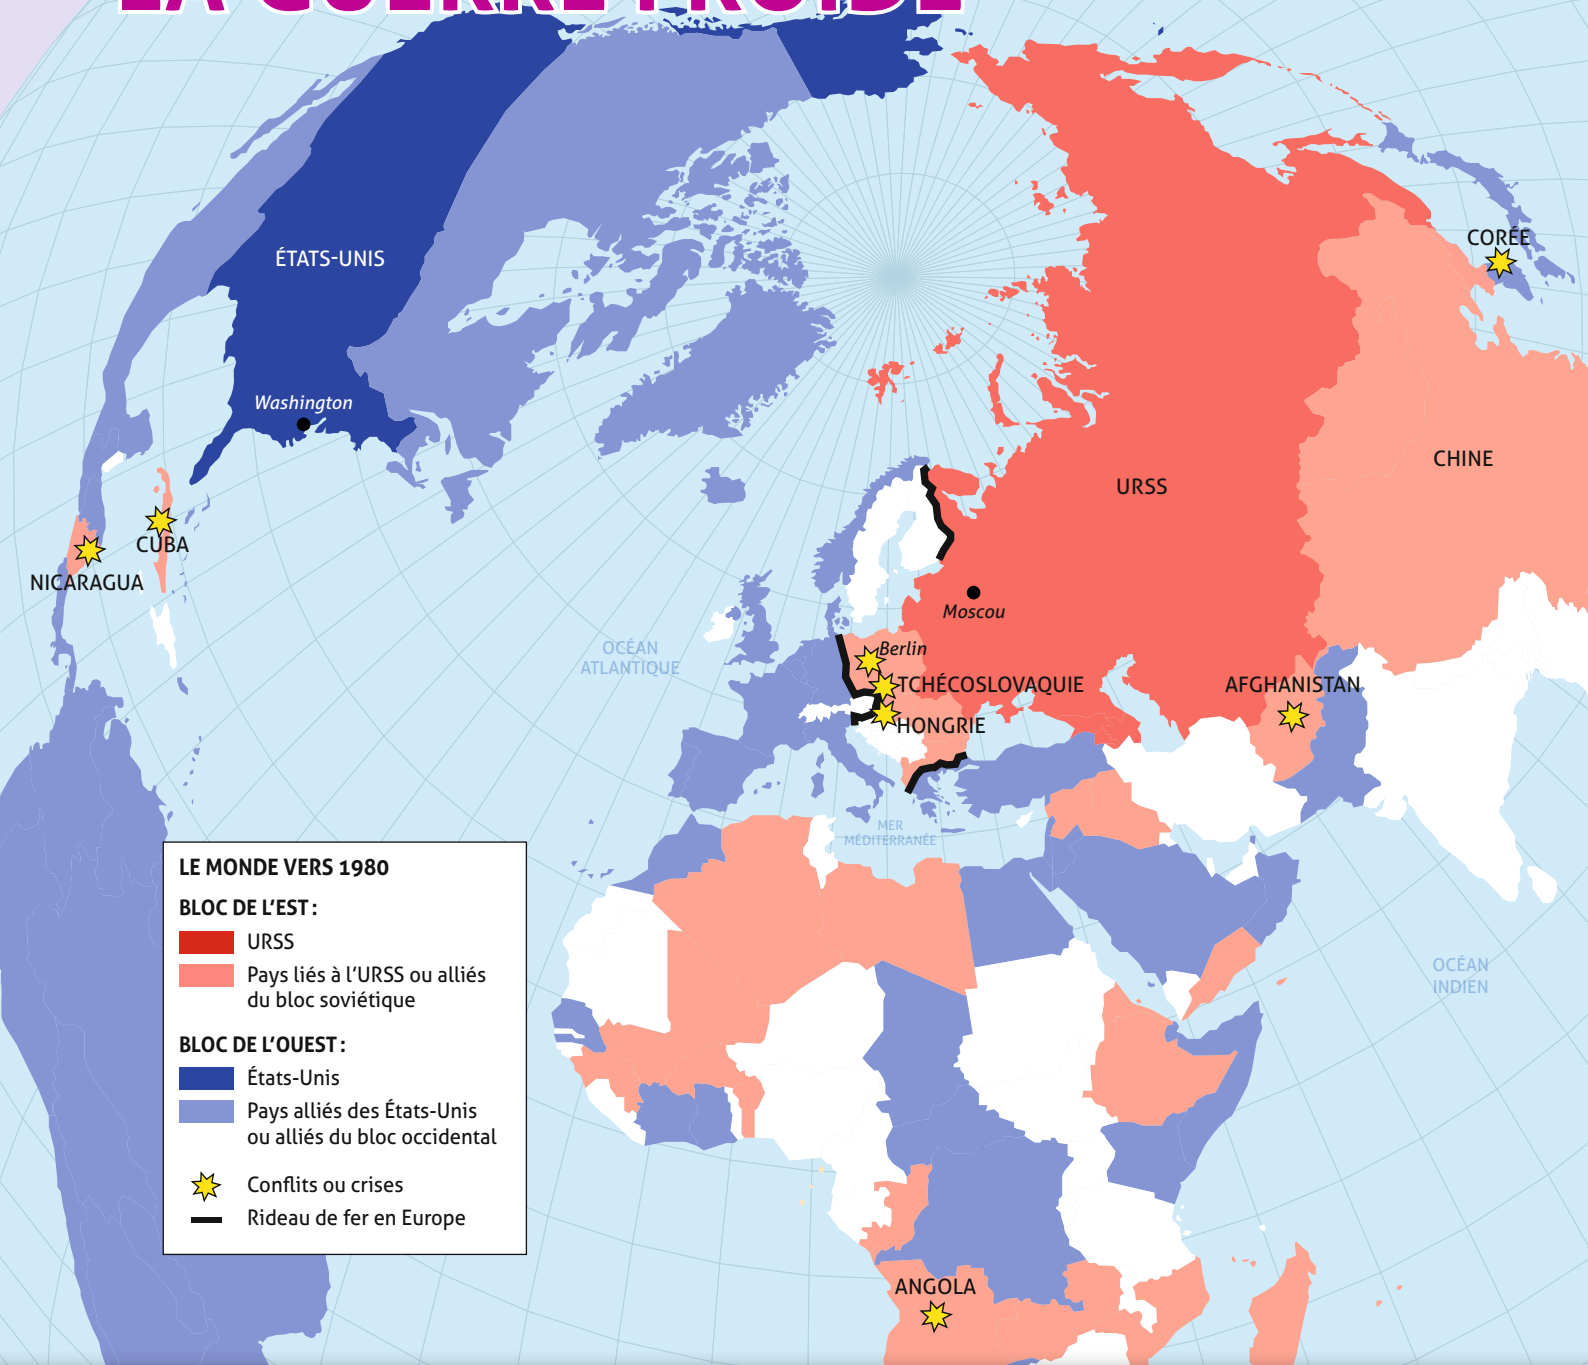 LA GUERRE FROIDE
ÉTATS-UNIS
CORÉE
Washington
CHINE
URSS
CUBA
NICARAGUA
Moscou
OCÉAN
ATLANTIQUE
Berlin
TCHÉCOSLOVAQUIE
AFGHANISTAN
HONGRIE
MER
MÉDITERRANÉE
LE MONDE VERS 1980
BLOC DE L'EST :
URSS
Pays liés à l'URSS ou alliés
du bloc soviétique
BLOC DE L'OUEST :
États-Unis
Pays alliés des États-Unis
ou alliés du bloc occidental
Conflits ou crises
Rideau de fer en Europe
OCÉAN
INDIEN
ANGOLA